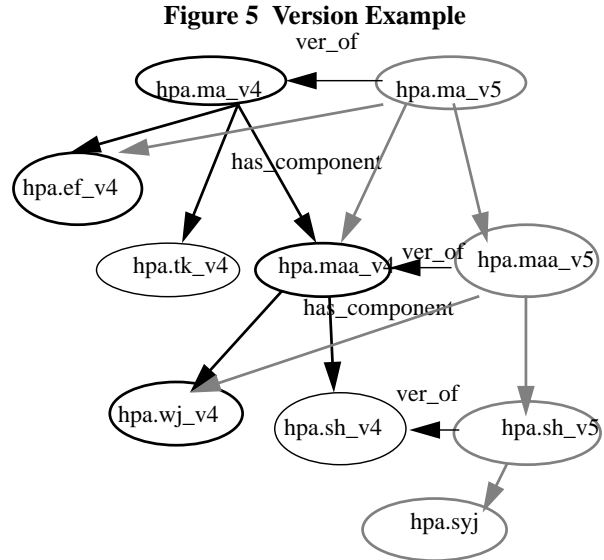 Figure 5 Version Example
ver_of
hpa.ma_v4
hpa.ma_v5
has_component
hpa.ef_v4
hpa.tk_v4
hpa.maa_v4
ver_of
hpa.maa_v5
has_component
hpa.wj_v4
ver_of
hpa.sh_v4
hpa.sh_v5
hpa.syj